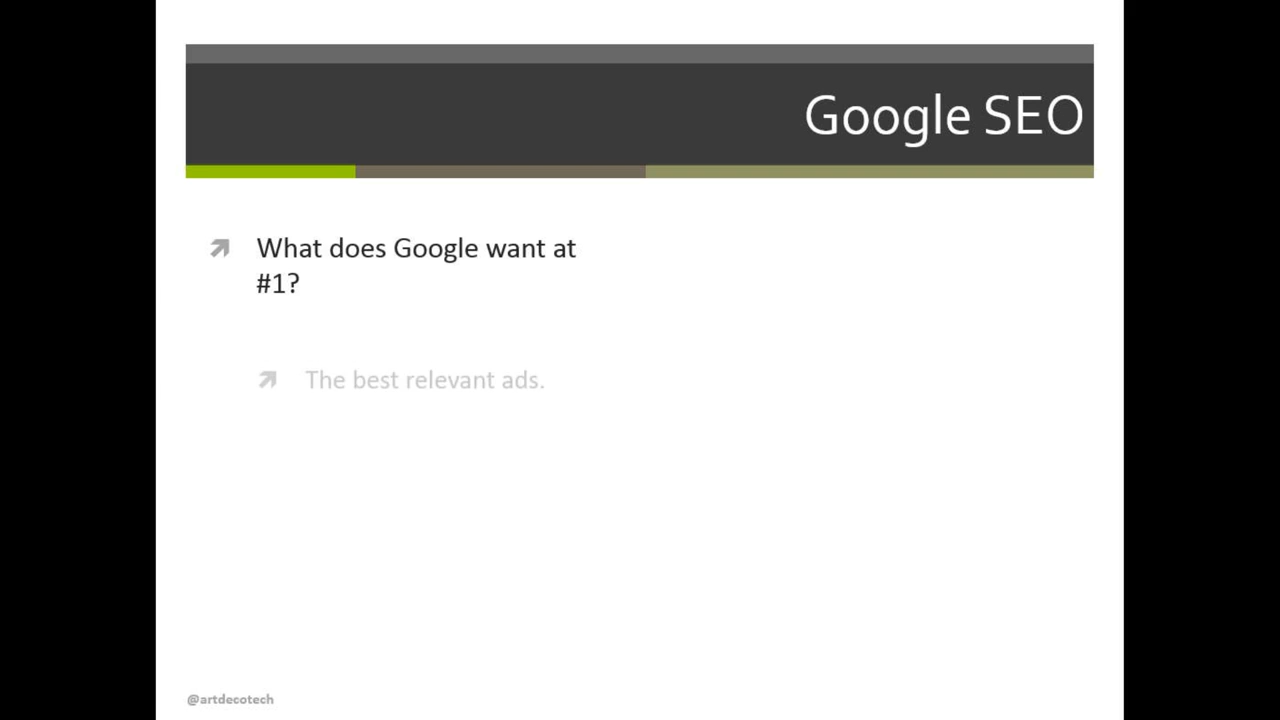 Google SEO
What does Google want at
#1?
The best relevant ads.
@artdecotech